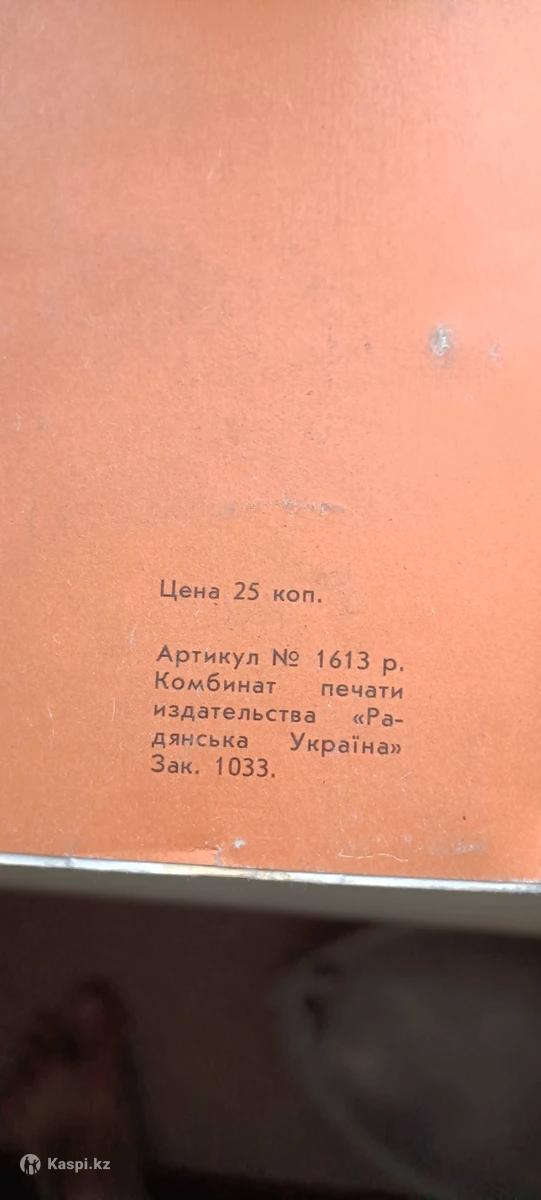 Цена 25 коп.
Артикул № 1613 р.
Комбинат печати
издательства «Ра-
дянська Україна»
Зак. 1033.
Kaspi.kz